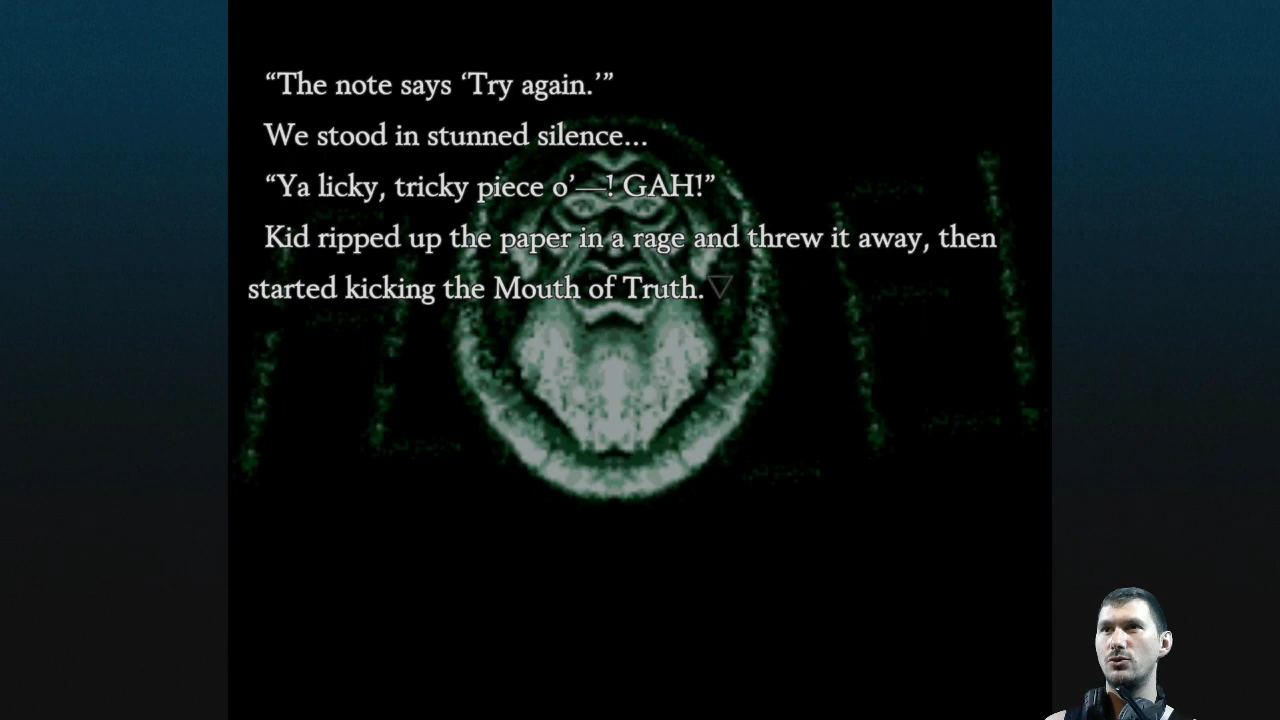 “The note says ‘Try again.’”
We stood in stunned silence...
“Ya licky, tricky piece o’—! GAH!”
Kid ripped up the paper in a rage and threw it away, then
started kicking the Mouth of Truth.